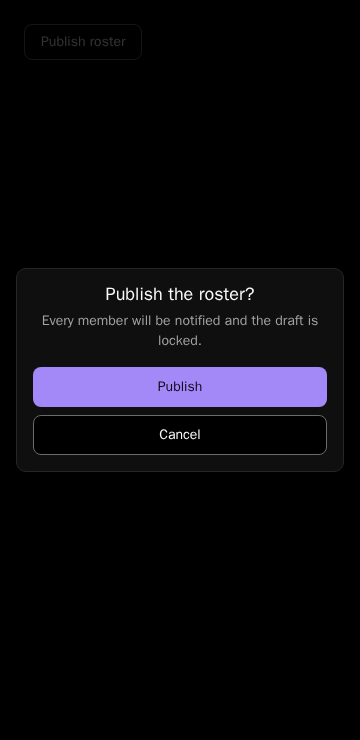 Publish roster
Publish the roster?
Every member will be notified and the draft is
locked.
Publish
Cancel